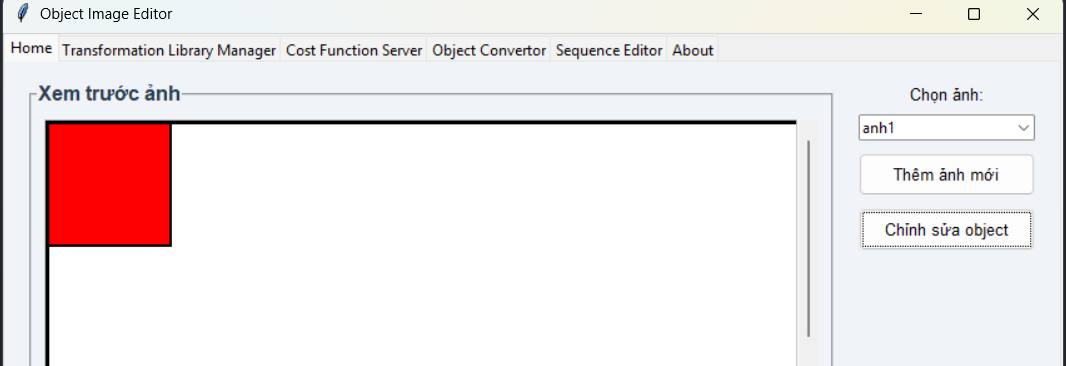 Object Image Editor
Home Transformation Library Manager Cost Function Server Object Convertor Sequence Editor About
Xem trước ảnh
Chọn ảnh:
anh1
Thêm ảnh mới
Chỉnh sửa object